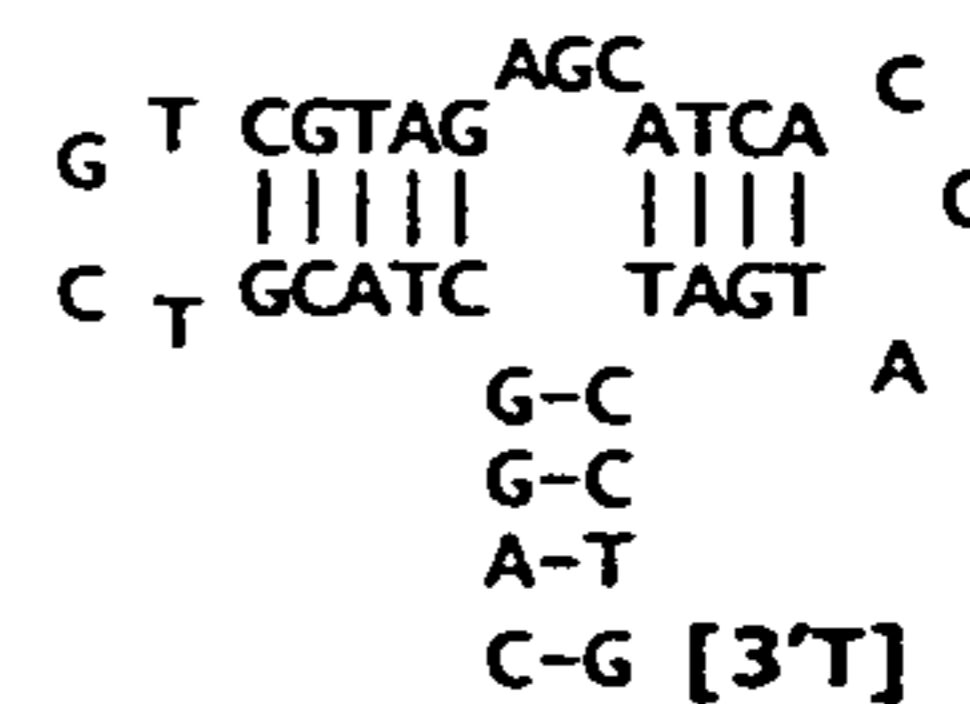 AGC
T CGTAG ATCA C
G
C T GCATC TAGT
A
G-C
G-C
A-T
C-G [3'T]